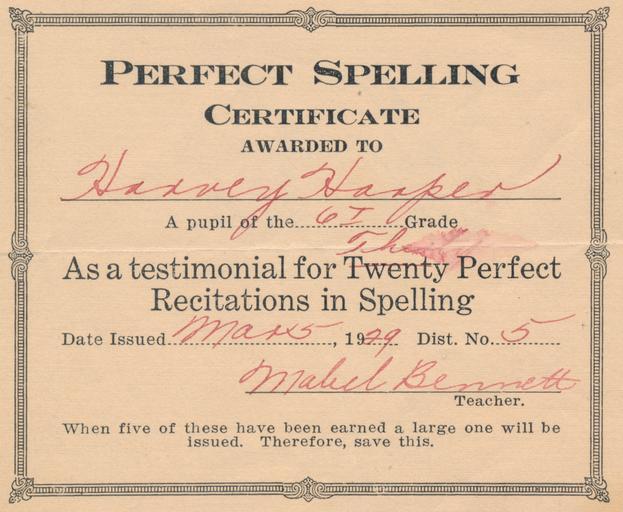 PERFECT SPELLING
CERTIFICATE
AWARDED TO
Harvey Harper
A pupil of the 6I Grade
As a testimonial for Twenty Perfect
Recitations in Spelling
Date Issued Mar 5, 1929 Dist. No. 5
Mabel Bennett
Teacher.
When five of these have been earned a large one will be
issued. Therefore, save this.